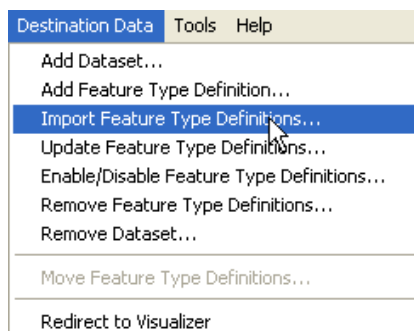 Destination Data Tools Help
Add Dataset...
Add Feature Type Definition...
Import Feature Type Definitions...
Update Feature Type Definitions...
Enable/Disable Feature Type Definitions...
Remove Feature Type Definitions...
Remove Dataset...
Move Feature Type Definitions...
Redirect to Visualizer